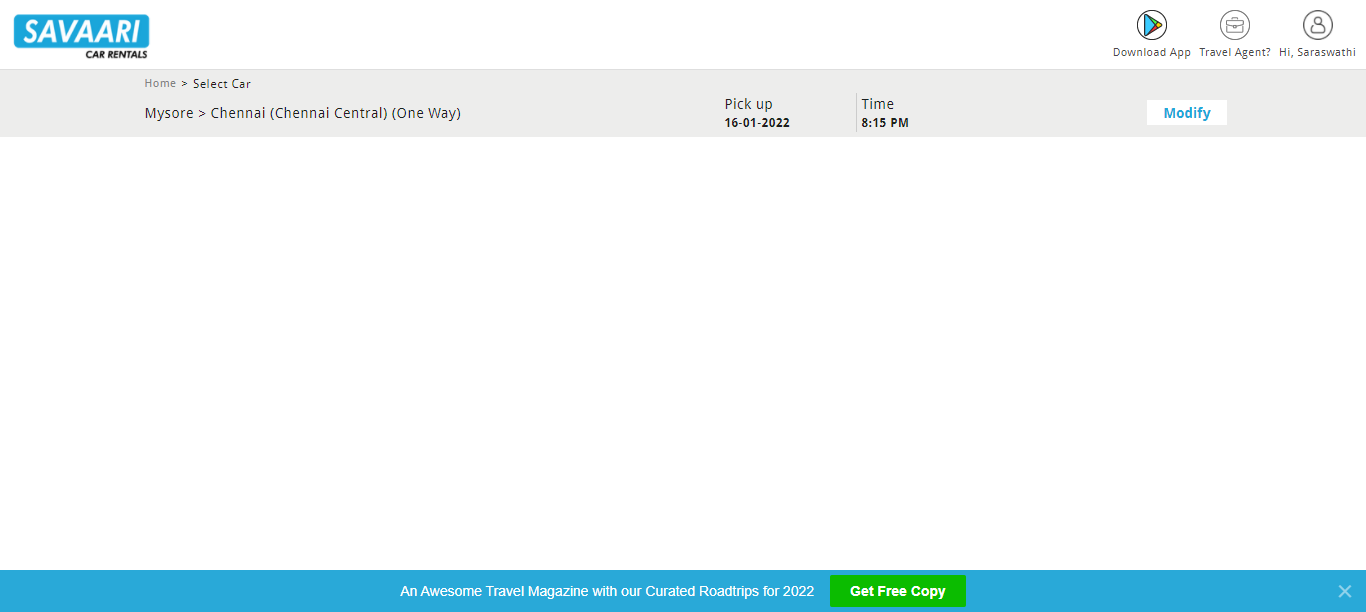 SAVAARI
CAR RENTALS
Download App
Travel Agent?
Hi, Saraswathi
Home > Select Car
Mysore > Chennai (Chennai Central) (One Way)
Pick up
16-01-2022
Time
8:15 PM
Modify
An Awesome Travel Magazine with our Curated Roadtrips for 2022
Get Free Copy